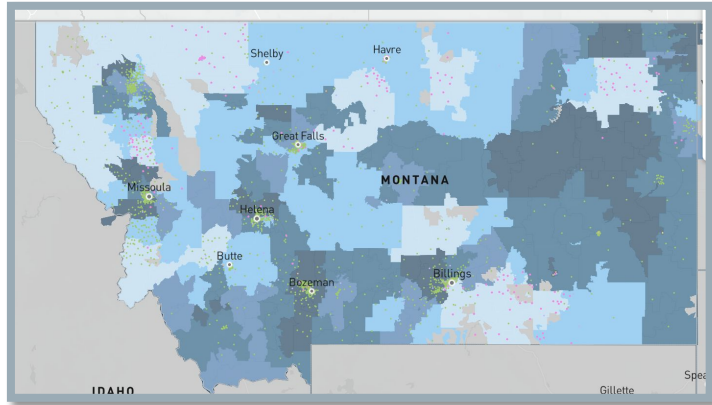 Shelby
Havre
Great Falls
MONTANA
Missoula
Helena
Butte
Billings
Bozeman
IDAHO
Spea
Gillette